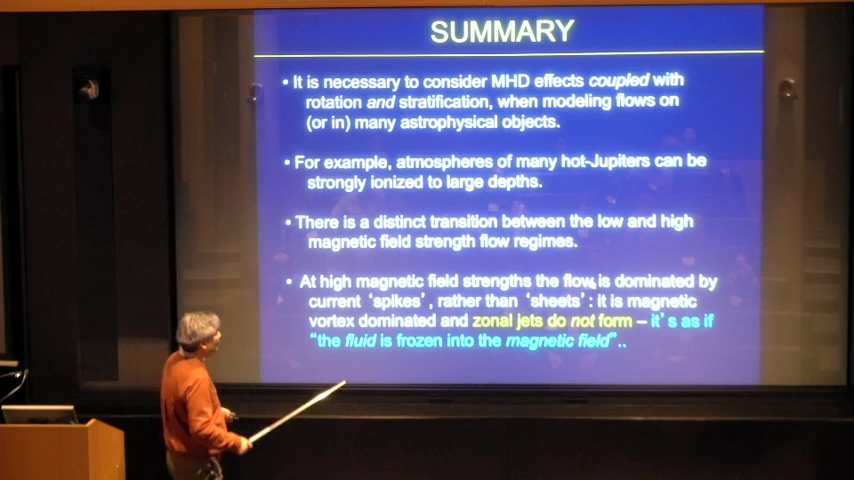 SUMMARY
• It is necessary to consider MHD effects coupled with
rotation and stratification, when modeling flows on
(or in) many astrophysical objects.
• For example, atmospheres of many hot-Jupiters can be
strongly ionized to large depths.
• There is a distinct transition between the low and high
magnetic field strength flow regimes.
• At high magnetic field strengths the flow is dominated by
current ‘spikes’, rather than ‘sheets’: it is magnetic
vortex dominated and zonal jets do not form – it’s as if
“the fluid is frozen into the magnetic field”..